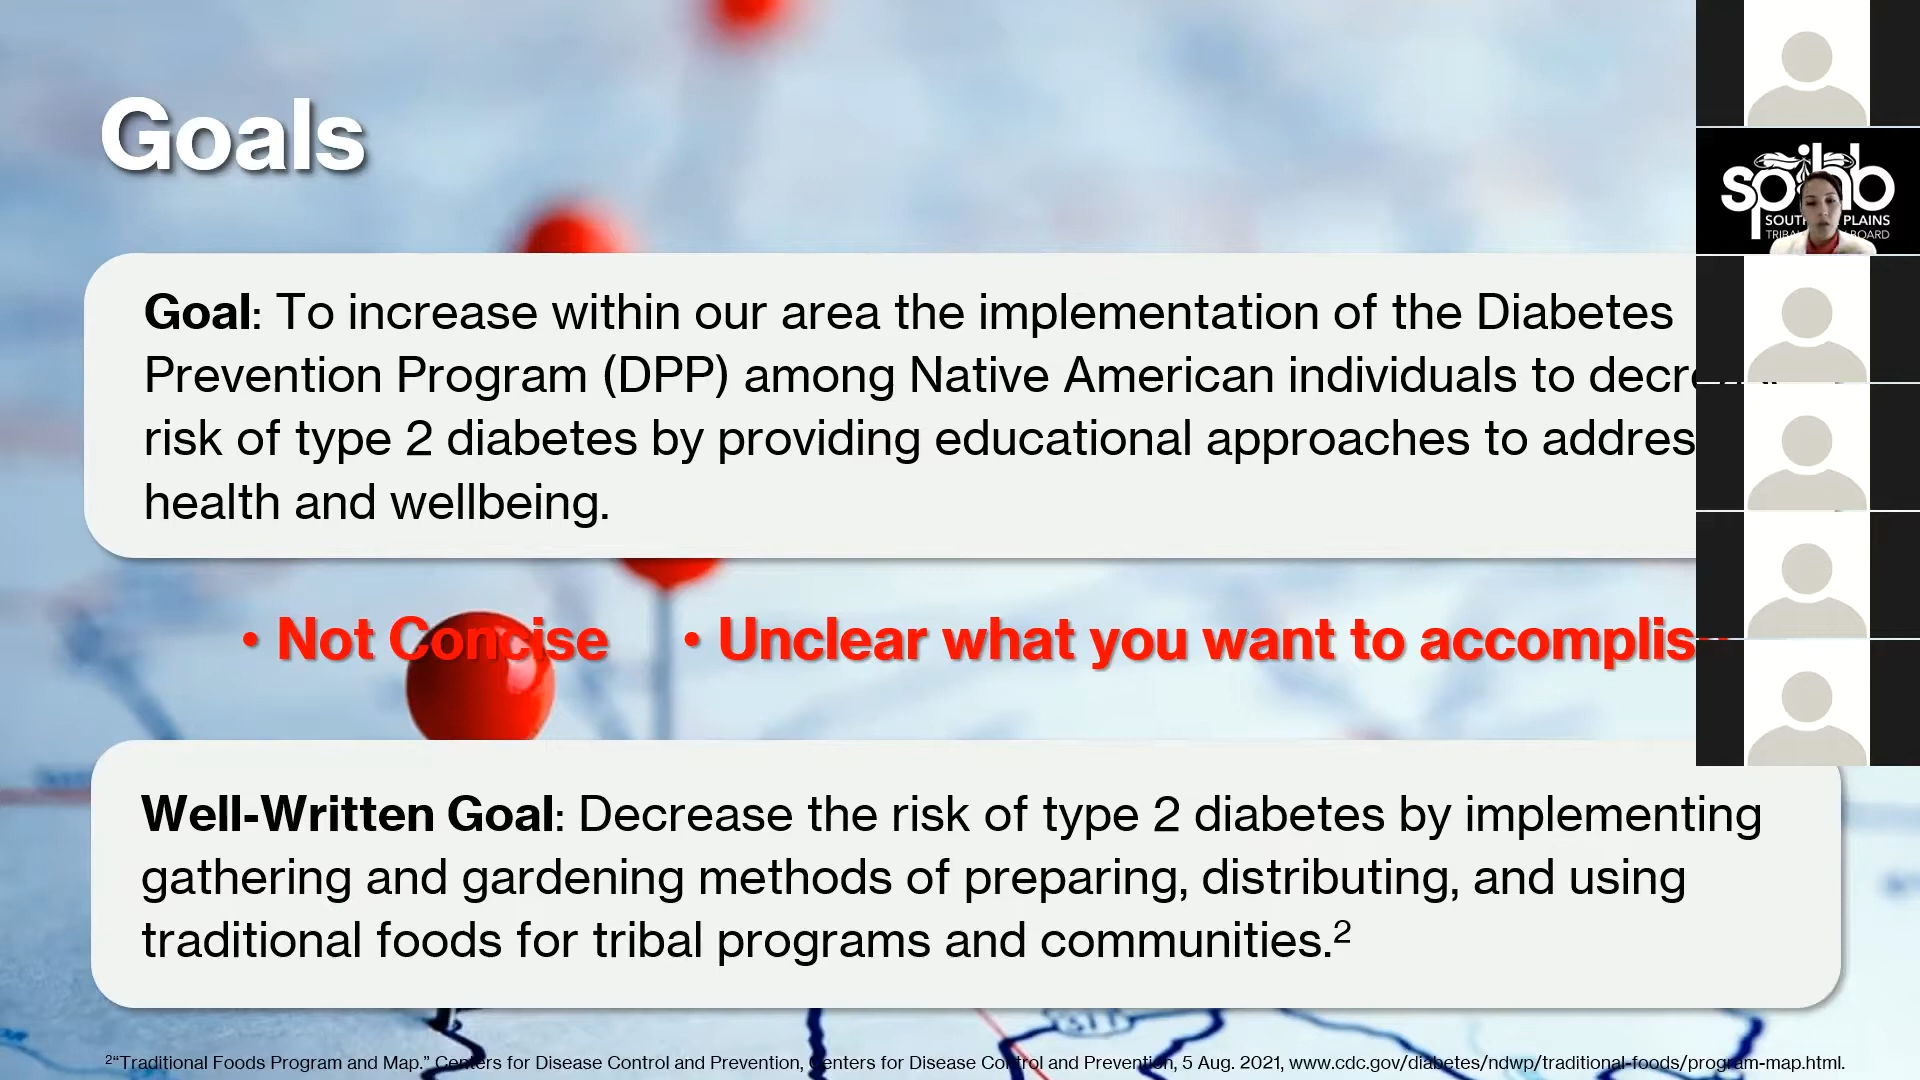 Goals
Goal: To increase within our area the implementation of the Diabetes
Prevention Program (DPP) among Native American individuals to
risk of type 2 diabetes by providing educational approaches to
health and wellbeing.
• Not Concise • Unclear what you want to
Well-Written Goal: Decrease the risk of type 2 diabetes by implementing
gathering and gardening methods of preparing, distributing, and using
traditional foods for tribal programs and communities.²
²“Traditional Foods Program and Map.” Centers for Disease Control and Prevention, Centers for Disease Control and Prevention, 5 Aug. 2021, www.cdc.gov/diabetes/ndwp/traditional-foods/program-map.html.
PLAINS